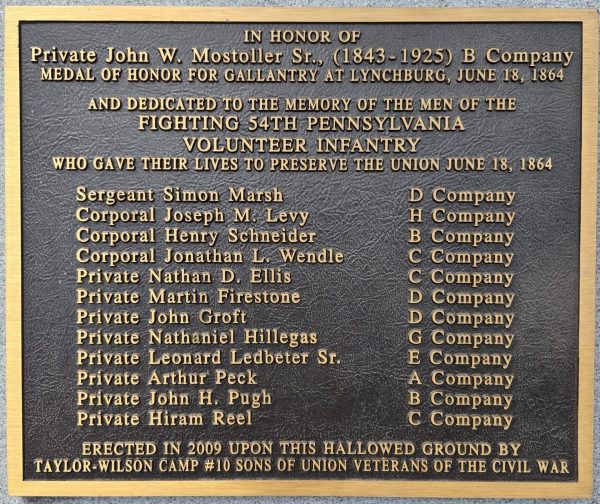 IN HONOR OF
Private John W. Mostoller Sr., (1843-1925) B Company
MEDAL OF HONOR FOR GALLANTRY AT LYNCHBURG, JUNE 18, 1864
AND DEDICATED TO THE MEMORY OF THE MEN OF THE
FIGHTING 54TH PENNSYLVANIA
VOLUNTEER INFANTRY
WHO GAVE THEIR LIVES TO PRESERVE THE UNION JUNE 18, 1864
Sergeant Simon Marsh D Company
Corporal Joseph M. Levy H Company
Corporal Henry Schneider B Company
Corporal Jonathan L. Wendle C Company
Private Nathan D. Ellis C Company
Private Martin Firestone D Company
Private John Groft D Company
Private Nathaniel Hillegas G Company
Private Leonard Ledbeter Sr. E Company
Private Arthur Peck A Company
Private John H. Pugh B Company
Private Hiram Reel C Company
ERECTED IN 2009 UPON THIS HALLOWED GROUND BY
TAYLOR-WILSON CAMP #10 SONS OF UNION VETERANS OF THE CIVIL WAR